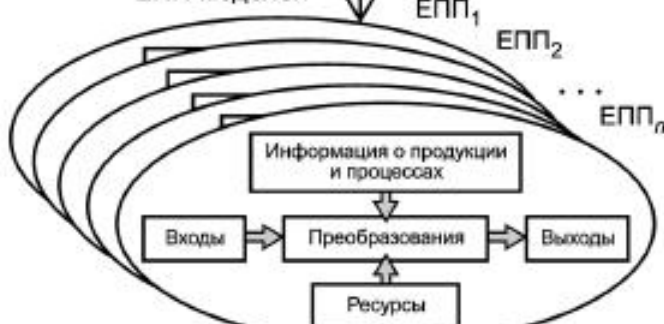 ЕПП₁
ЕПП₂
. . .
ЕППₙ
Информация о продукции
и процессах
Входы
Преобразования
Выходы
Ресурсы